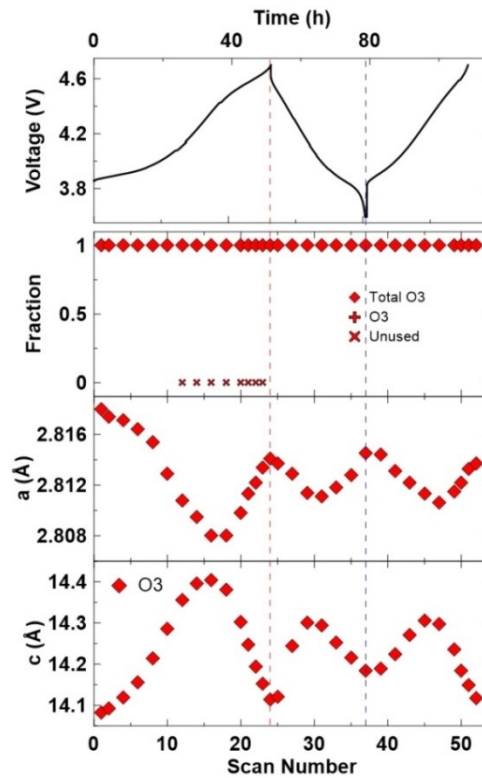 Time (h)
0 40 80
4.6
4.2
3.8
Voltage (V)
1
0.5
0
Fraction
Total O3
O3
Unused
2.816
2.812
2.808
a (Å)
O3
14.4
14.3
14.2
14.1
c (Å)
0 10 20 30 40 50
Scan Number